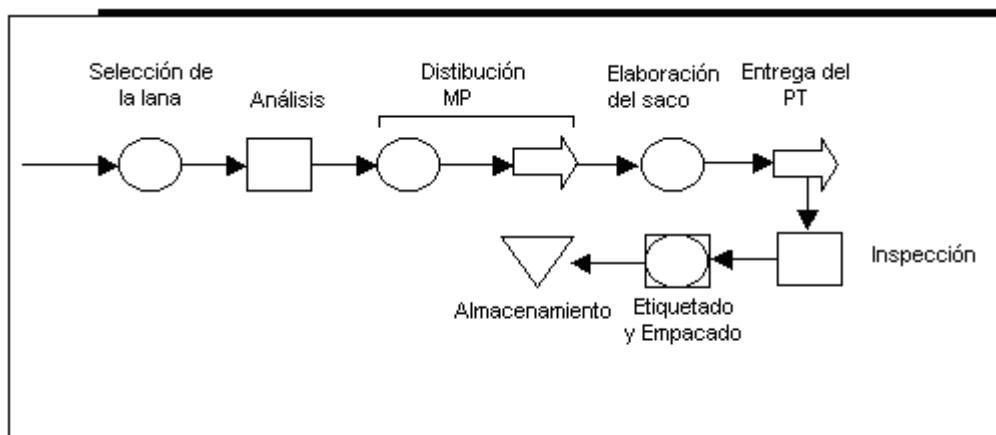 Selección de
la lana
Análisis
Distibución
MP
Elaboración
del saco
Entrega del
PT
Inspección
Etiquetado
y Empacado
Almacenamiento